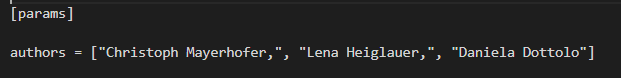 [params]
authors = ["Christoph Mayerhofer,", "Lena Heiglauer,", "Daniela Dottolo"]